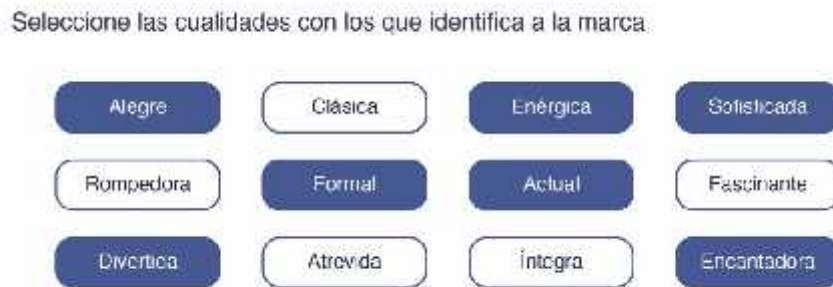 Seleccione las cualidades con los que identifica a la marca
Alegre Clásica Enérgica Sofisticada
Rompedora Formal Actual Fascinante
Divertida Atrevida Íntegra Encantadora